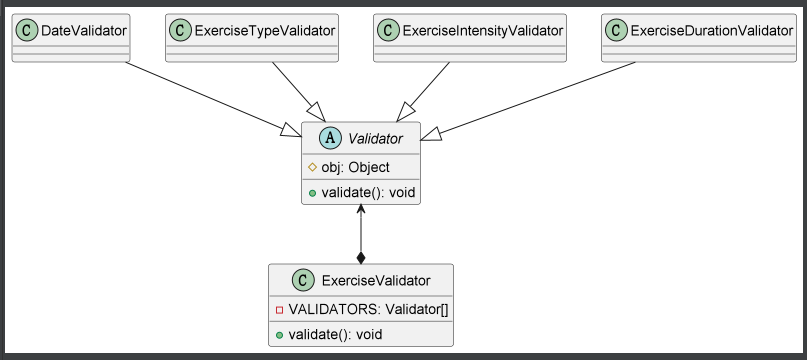 C DateValidator
C ExerciseTypeValidator
C ExerciseIntensityValidator
C ExerciseDurationValidator
A Validator
obj: Object
validate(): void
C ExerciseValidator
VALIDATORS: Validator[]
validate(): void